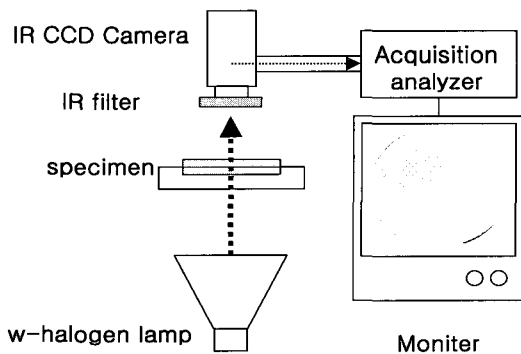 IR CCD Camera
Acquisition
analyzer
IR filter
specimen
w-halogen lamp
Moniter